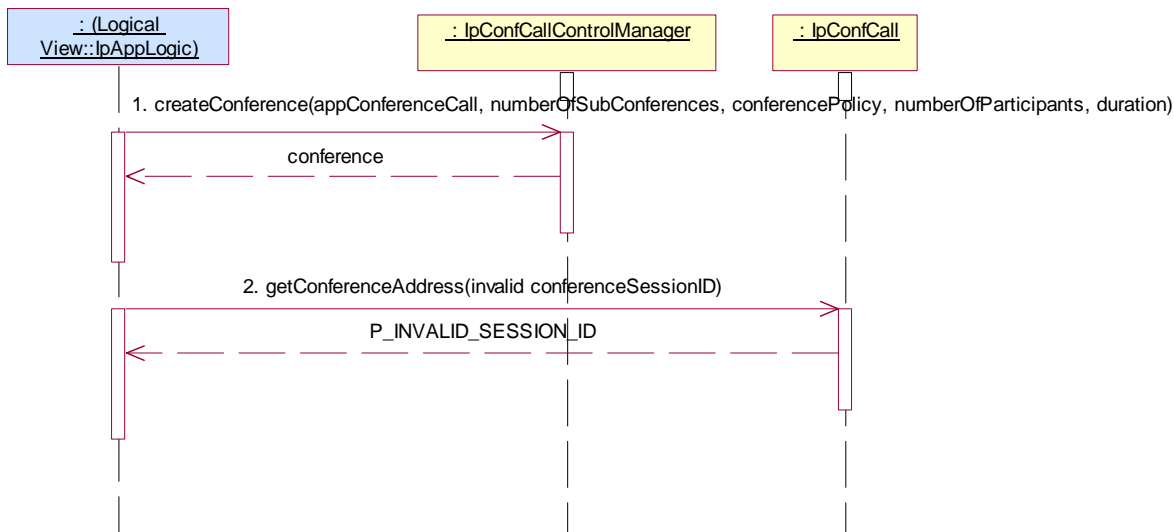 : (Logical
View::IpAppLogic)
: IpConfCallControlManager
: IpConfCall
1. createConference(appConferenceCall, numberOfSubConferences, conferencePolicy, numberOfParticipants, duration)
conference
2. getConferenceAddress(invalid conferenceSessionID)
P_INVALID_SESSION_ID